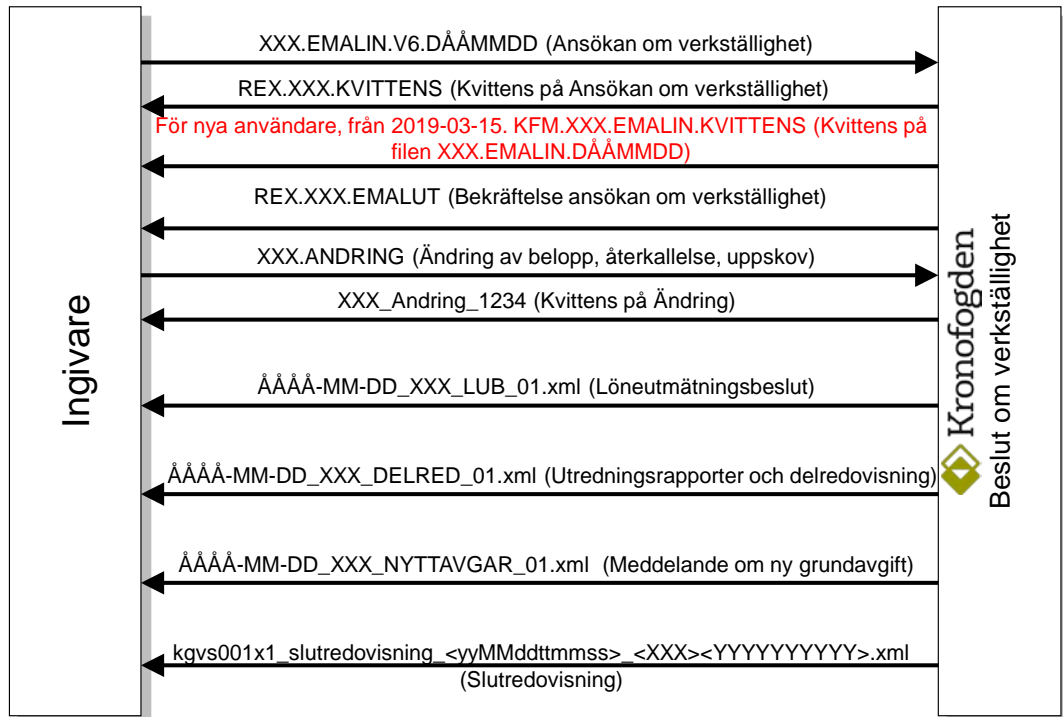 XXX.EMALIN.V6.DÅÅMMDD (Ansökan om verkställighet)
REX.XXX.KVITTENS (Kvittens på Ansökan om verkställighet)
För nya användare, från 2019-03-15. KFM.XXX.EMALIN.KVITTENS (Kvittens på
filen XXX.EMALIN.DÅÅMMDD)
REX.XXX.EMALUT (Bekräftelse ansökan om verkställighet)
XXX.ANDRING (Ändring av belopp, återkallelse, uppskov)
XXX_Andring_1234 (Kvittens på Ändring)
ÅÅÅÅ-MM-DD_XXX_LUB_01.xml (Löneutmätningsbeslut)
ÅÅÅÅ-MM-DD_XXX_DELRED_01.xml (Utredningsrapporter och delredovisning)
ÅÅÅÅ-MM-DD_XXX_NYTTAVGAR_01.xml (Meddelande om ny grundavgift)
kgvs001x1_slutredovisning_<yyMMddttmmss>_<XXX><YYYYYYYYYY>.xml
(Slutredovisning)
Ingivare
Kronofogden
Beslut om verkställighet